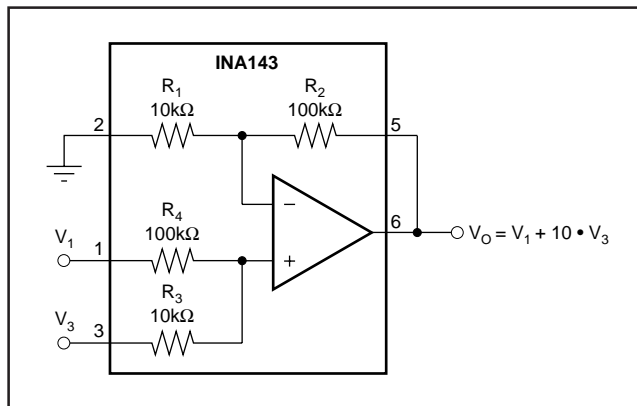 INA143
R1
10kΩ
R2
100kΩ
2
5
−
6
VO = V1 + 10 • V3
R4
100kΩ
V1
1
+
R3
10kΩ
V3
3